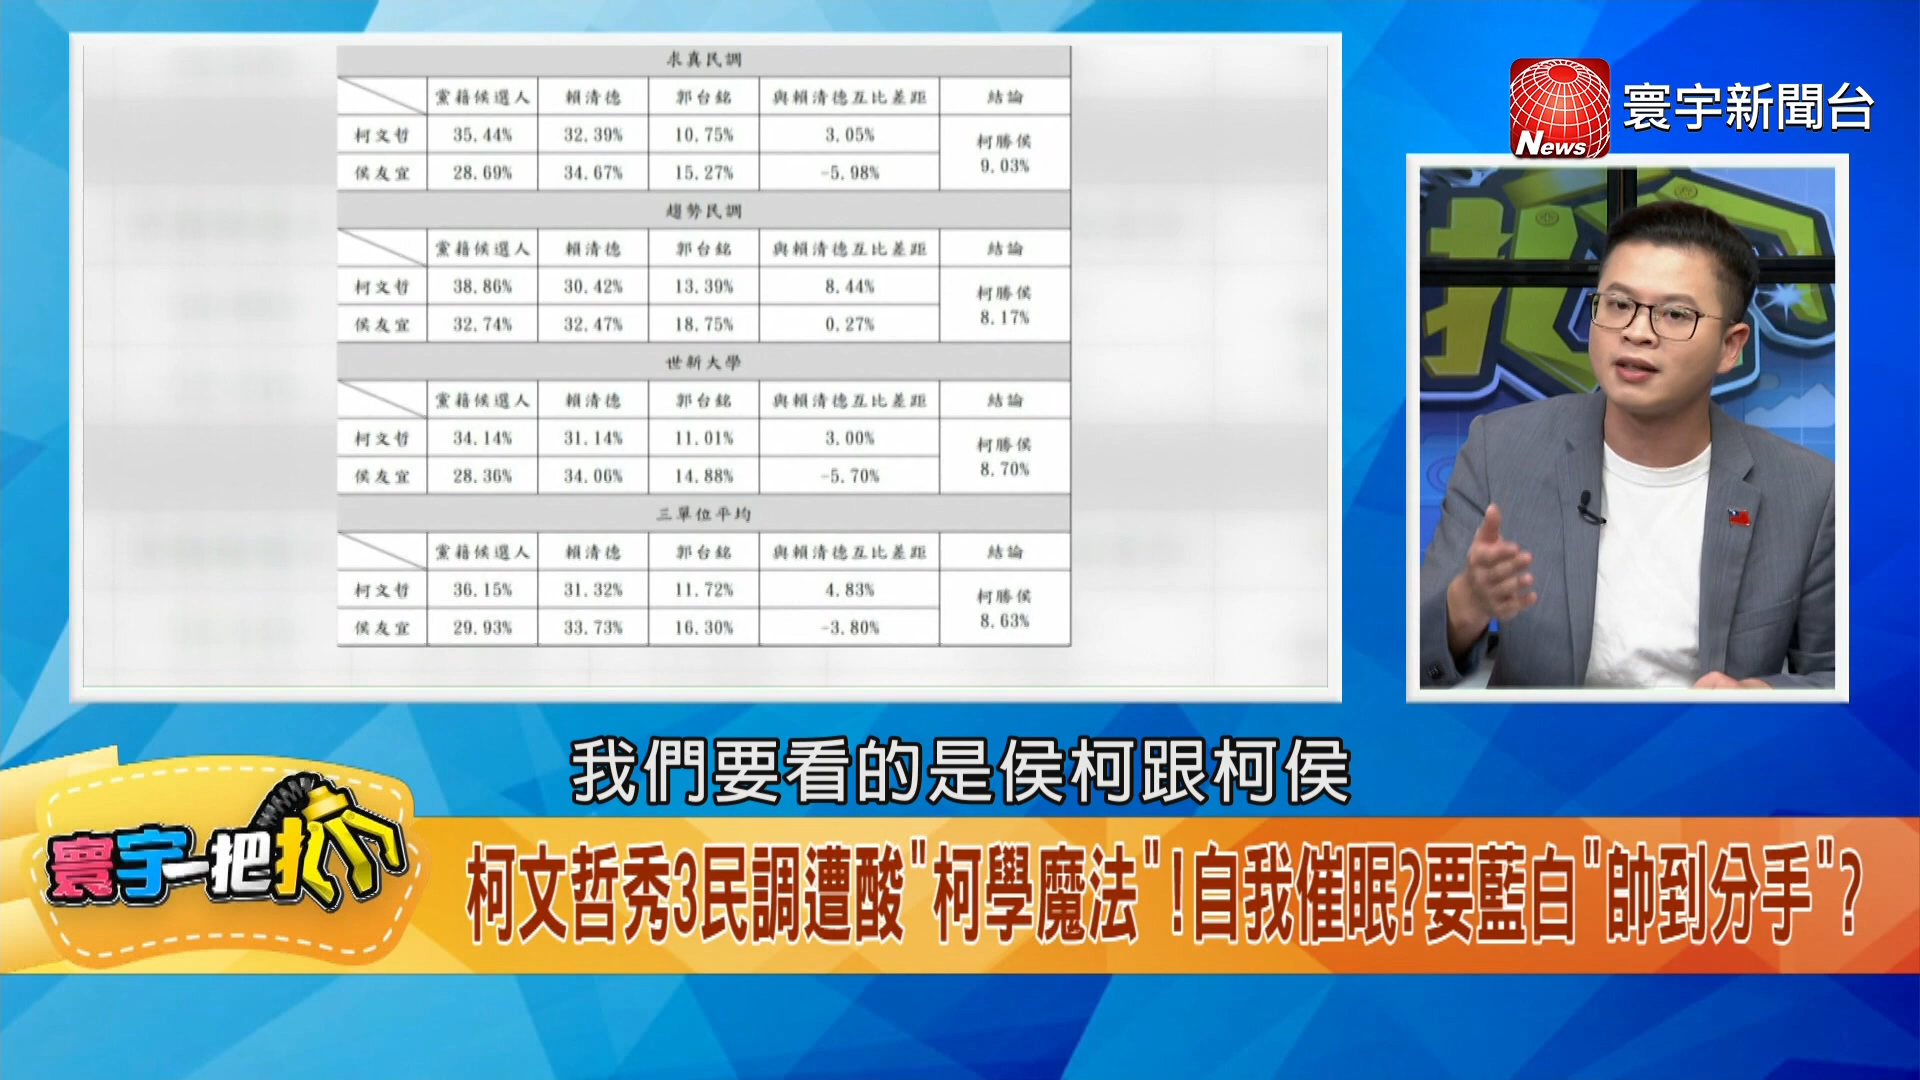 求真民調
黨籍候選人 賴清德 郭台銘 與賴清德互比差距 結論
柯文哲 35.44% 32.39% 10.75% 3.05% 柯勝侯
侯友宜 28.69% 34.67% 15.27% -5.98% 9.03%
趨勢民調
黨籍候選人 賴清德 郭台銘 與賴清德互比差距 結論
柯文哲 38.86% 30.42% 13.39% 8.44% 柯勝侯
侯友宜 32.74% 32.47% 18.75% 0.27% 8.17%
世新大學
黨籍候選人 賴清德 郭台銘 與賴清德互比差距 結論
柯文哲 34.14% 31.14% 11.01% 3.00% 柯勝侯
侯友宜 28.36% 34.06% 14.88% -5.70% 8.70%
三單位平均
黨籍候選人 賴清德 郭台銘 與賴清德互比差距 結論
柯文哲 36.15% 31.32% 11.72% 4.83% 柯勝侯
侯友宜 29.93% 33.73% 16.30% -3.80% 8.63%
News
寰宇新聞台
把
我們要看的是侯柯跟柯侯
寰宇一把抓
柯文哲秀3民調遭酸"柯學魔法"!自我催眠?要藍白"帥到分手"?